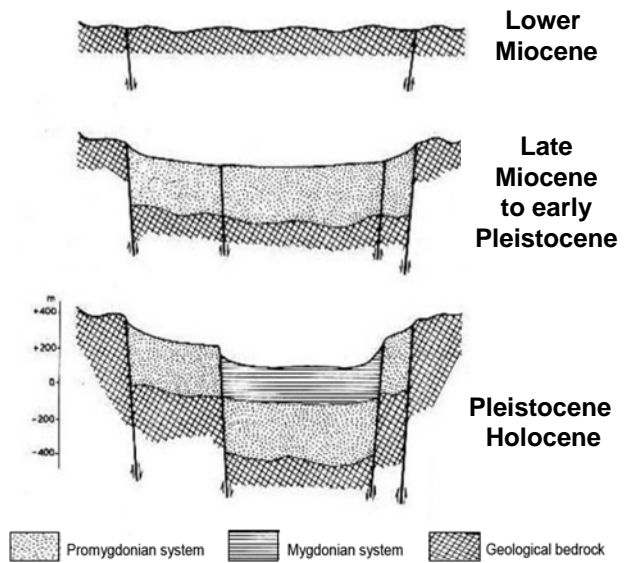 Lower
Miocene
Late
Miocene
to early
Pleistocene
m
+400
+200
0
-200
-400
Pleistocene
Holocene
Promygdonian system
Mygdonian system
Geological bedrock